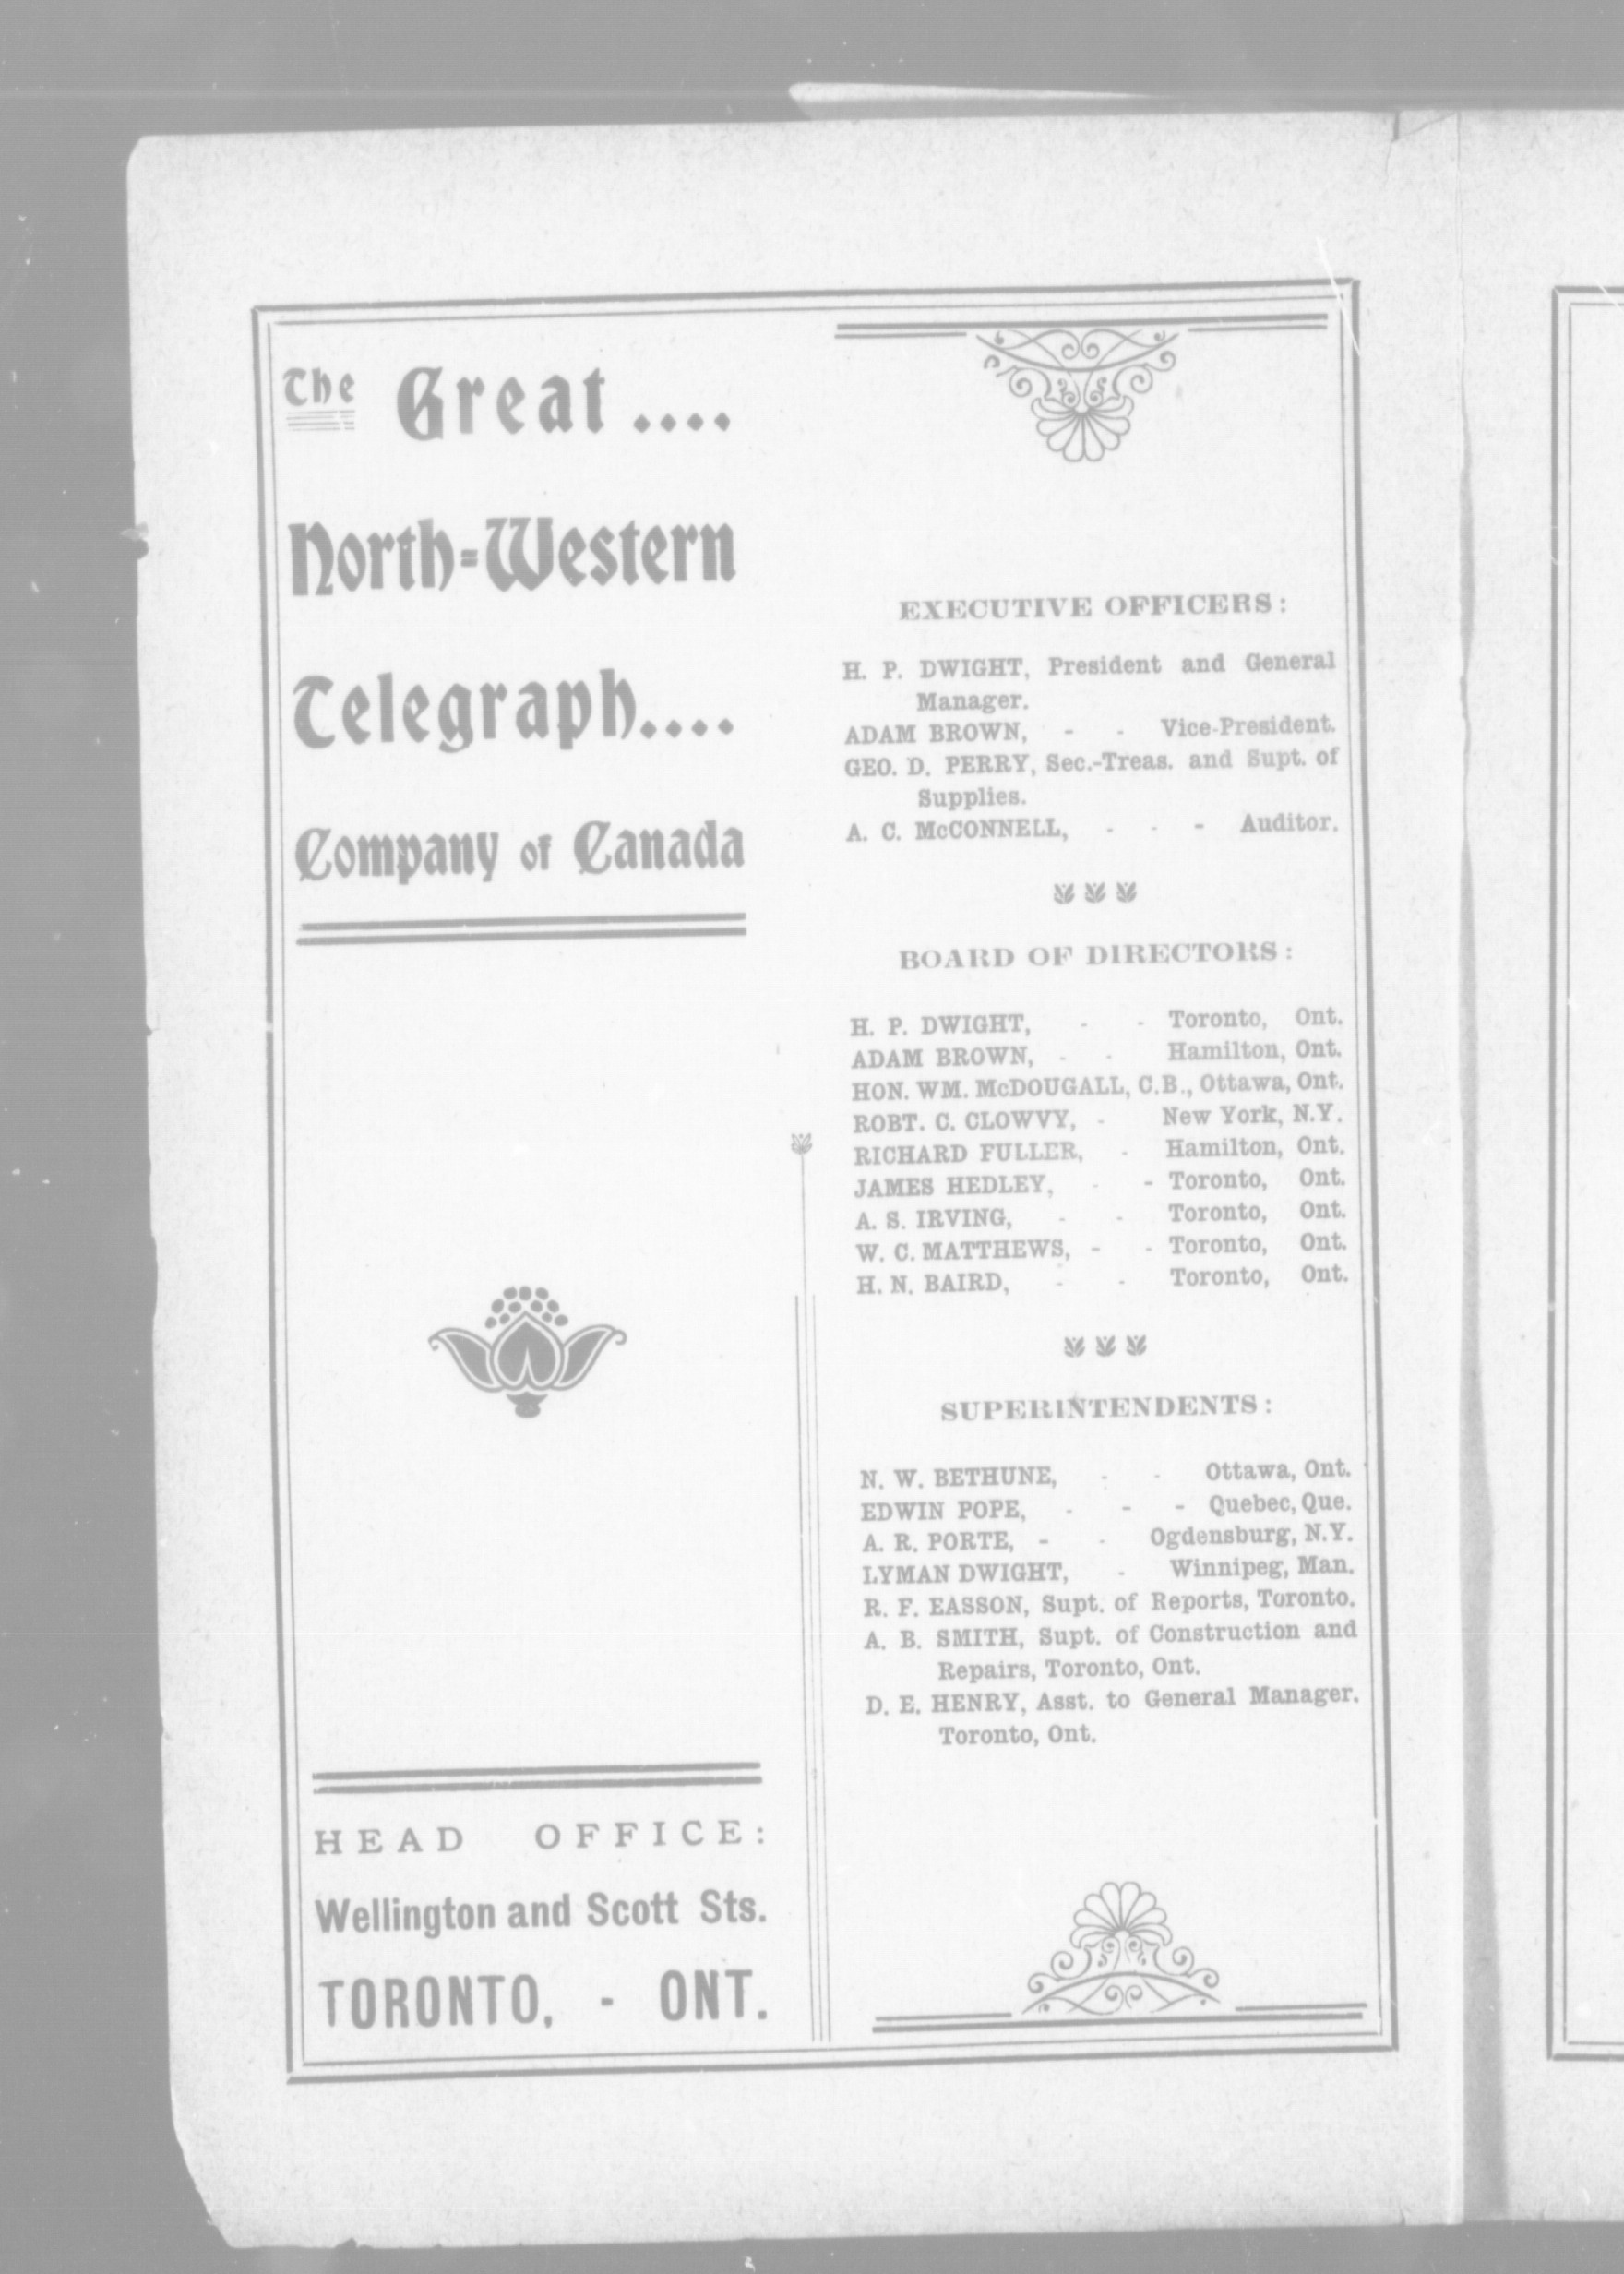 The Great....
North=Western
Telegraph....
Company of Canada
HEAD OFFICE:
Wellington and Scott Sts.
TORONTO, - ONT.
EXECUTIVE OFFICERS:
H. P. DWIGHT, President and General
Manager.
ADAM BROWN, - - Vice-President.
GEO. D. PERRY, Sec.-Treas. and Supt. of
Supplies.
A. C. McCONNELL, - - - Auditor.
BOARD OF DIRECTORS:
H. P. DWIGHT, - - Toronto, Ont.
ADAM BROWN, - - Hamilton, Ont.
HON. WM. McDOUGALL, C.B., Ottawa, Ont.
ROBT. C. CLOWVY, - New York, N.Y.
RICHARD FULLER, - Hamilton, Ont.
JAMES HEDLEY, - - Toronto, Ont.
A. S. IRVING, - - Toronto, Ont.
W. C. MATTHEWS, - - Toronto, Ont.
H. N. BAIRD, - - Toronto, Ont.
SUPERINTENDENTS:
N. W. BETHUNE, - - Ottawa, Ont.
EDWIN POPE, - - - Quebec, Que.
A. R. PORTE, - - Ogdensburg, N.Y.
LYMAN DWIGHT, - Winnipeg, Man.
R. F. EASSON, Supt. of Reports, Toronto.
A. B. SMITH, Supt. of Construction and
Repairs, Toronto, Ont.
D. E. HENRY, Asst. to General Manager.
Toronto, Ont.